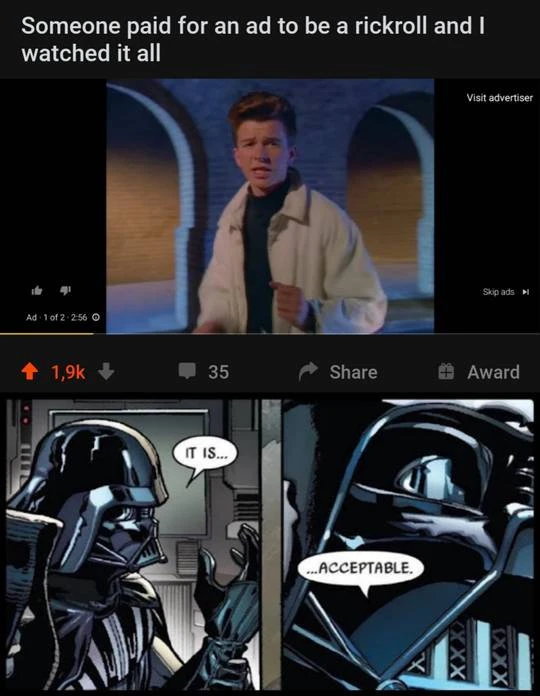 Someone paid for an ad to be a rickroll and I
watched it all
Visit advertiser
Skip ads
Ad · 1 of 2 · 2:56
1,9k
35
Share
Award
IT IS...
...ACCEPTABLE.